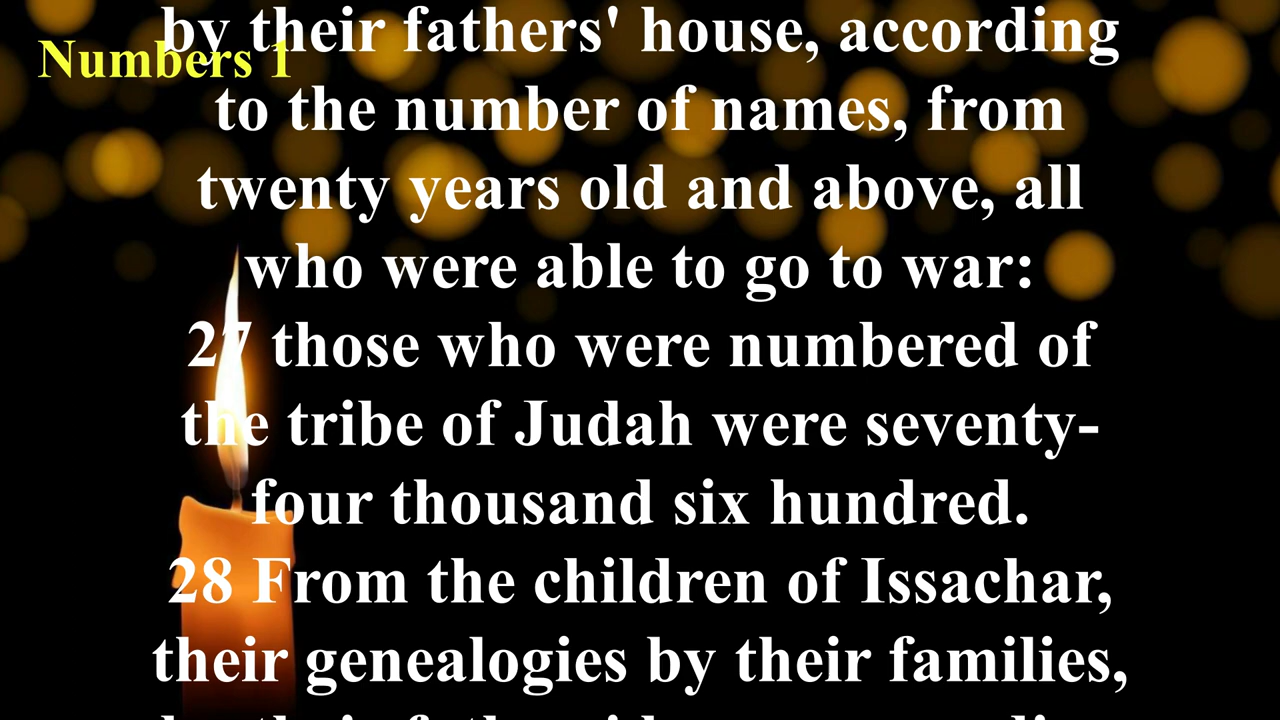 Numbers 1
by their fathers' house, according
to the number of names, from
twenty years old and above, all
who were able to go to war:
27 those who were numbered of
the tribe of Judah were seventy-
four thousand six hundred.
28 From the children of Issachar,
their genealogies by their families,